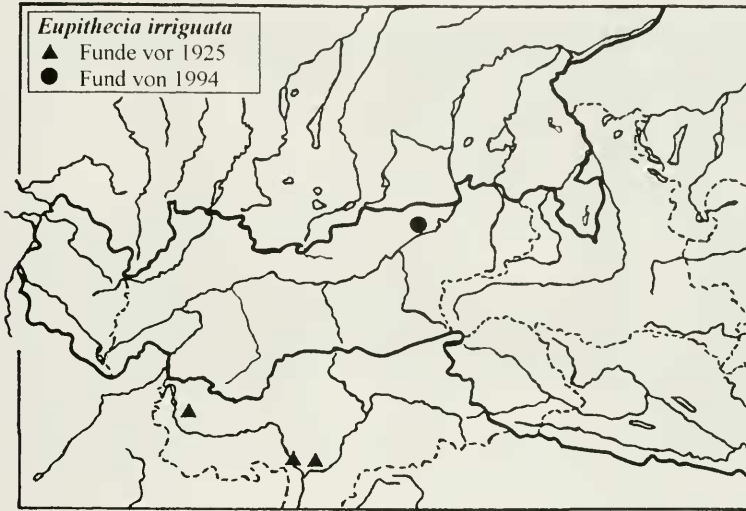 Eupithecia irriguata
▲ Funde vor 1925
● Fund von 1994